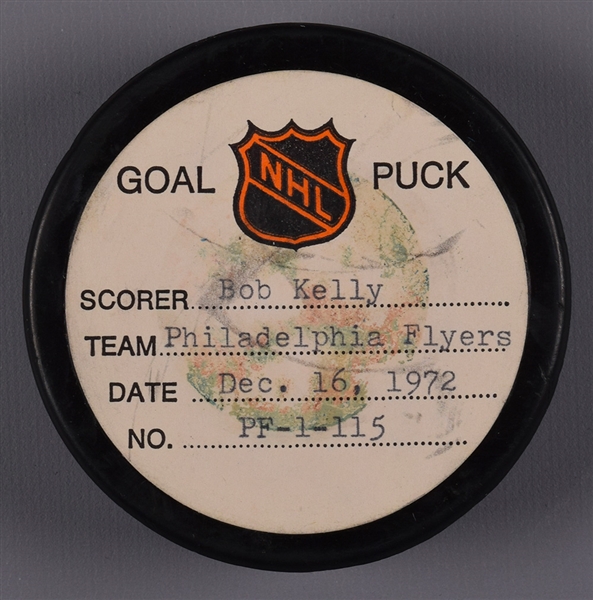 GOAL NHL PUCK
SCORER Bob Kelly
TEAM Philadelphia Flyers
DATE Dec. 16, 1972
NO. PF-1-115